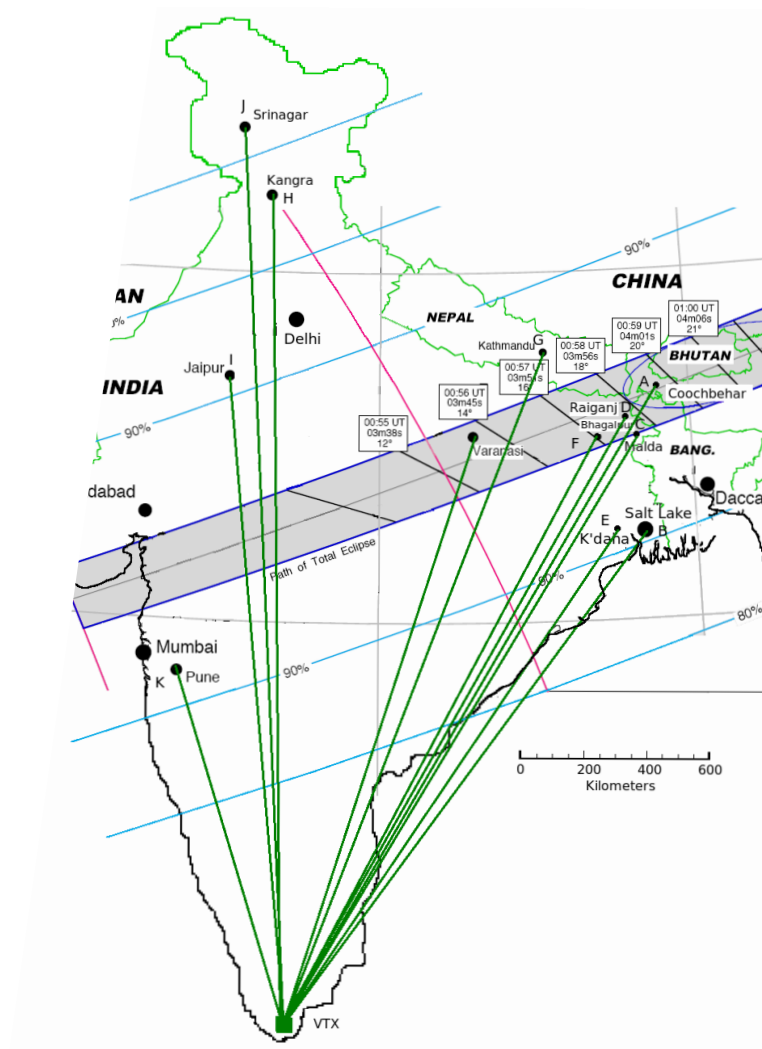 J
Srinagar
Kangra
H
90%
CHINA
AN
%
NEPAL
01:00 UT
04m06s
21°
00:59 UT
04m01s
20°
00:58 UT
03m56s
18°
00:57 UT
03m51s
16°
00:56 UT
03m45s
14°
00:55 UT
03m38s
12°
Delhi
G
Kathmandu
BHUTAN
Jaipur
I
INDIA
A
Coochbehar
90%
Raiganj
D
Bhagalpur
C
F
Malda
Varanasi
BANG.
dabad
Dacca
Salt Lake
E
B
K'daha
Path of Total Eclipse
90%
80%
Mumbai
K
Pune
90%
0 200 400 600
Kilometers
VTX